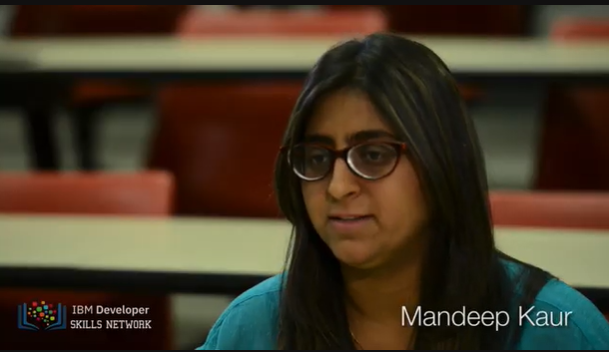 Mandeep Kaur
IBM Developer
SKILLS NETWORK